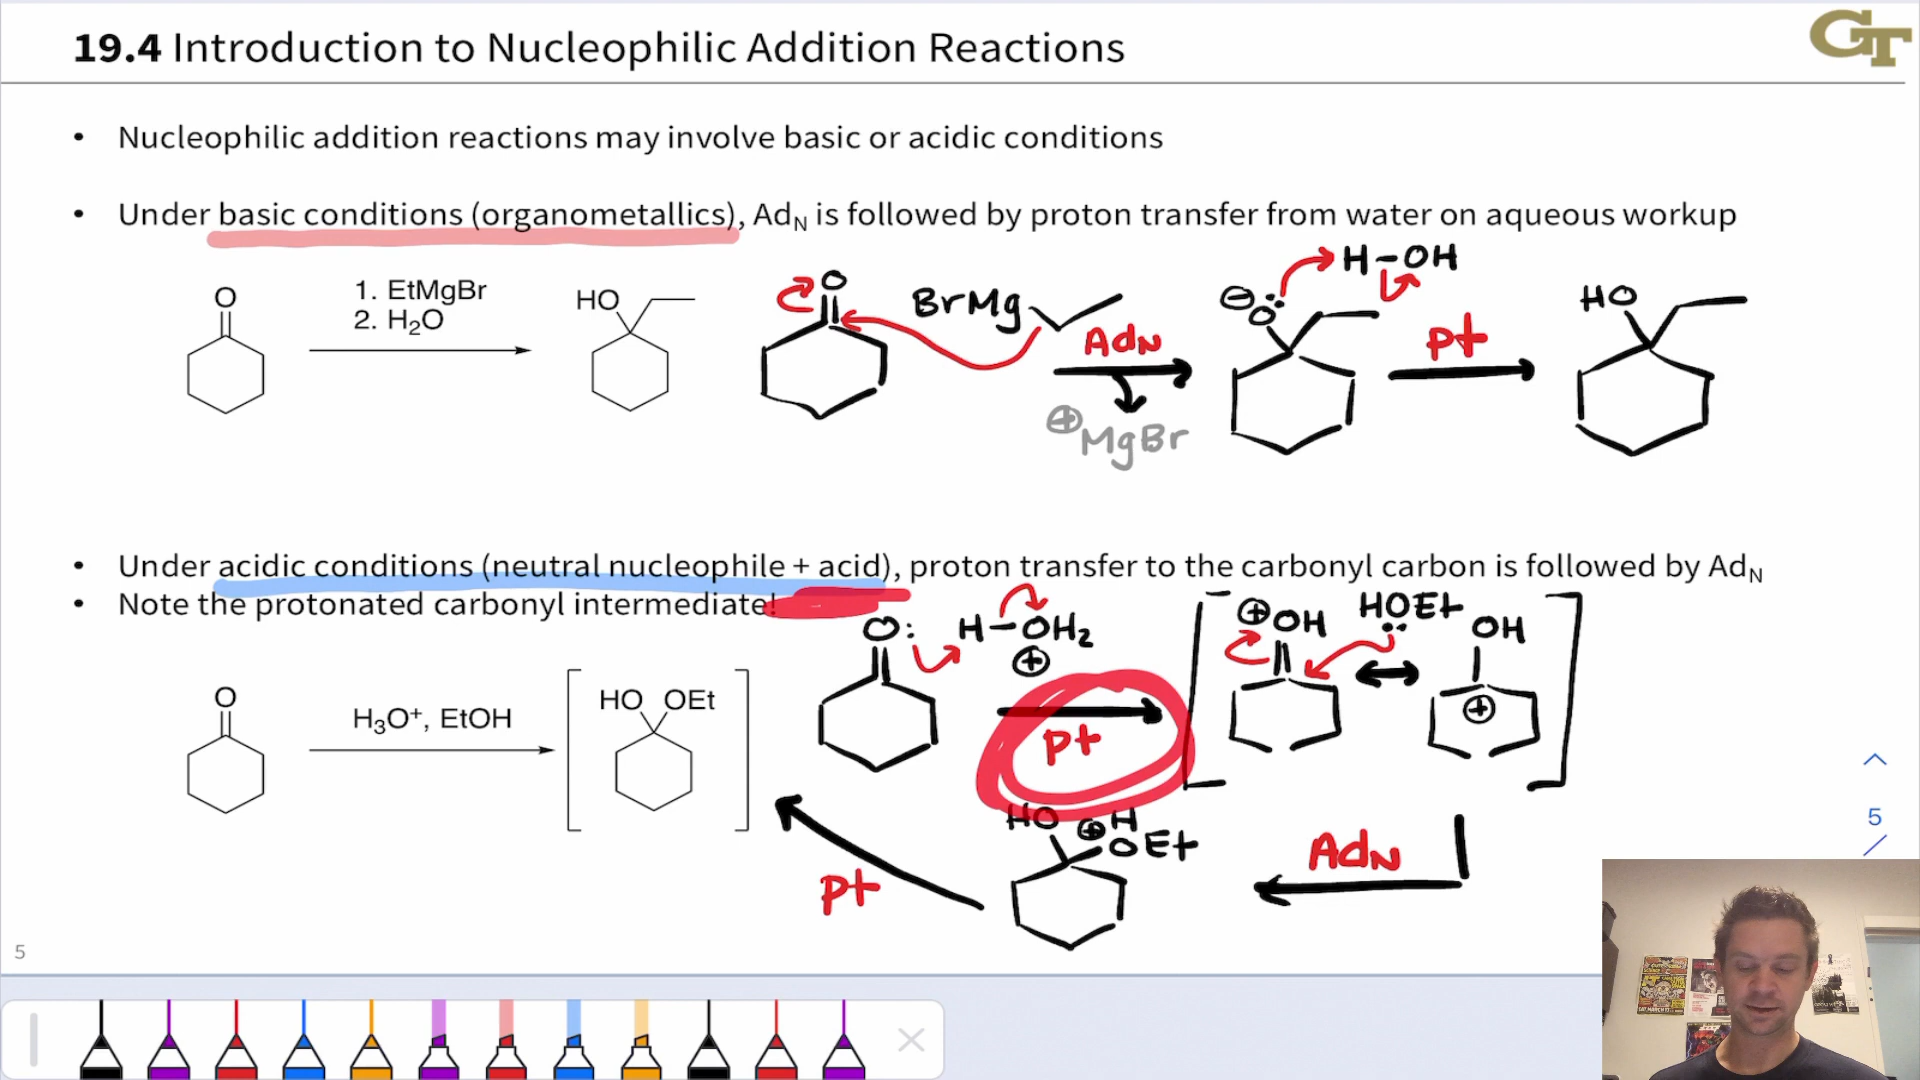 19.4 Introduction to Nucleophilic Addition Reactions
GT
• Nucleophilic addition reactions may involve basic or acidic conditions
• Under basic conditions (organometallics), AdN is followed by proton transfer from water on aqueous workup
O
1. EtMgBr
2. H2O
HO
O
BrMg
AdN
⊕MgBr
⊖O:
H-OH
pt
HO
• Under acidic conditions (neutral nucleophile + acid), proton transfer to the carbonyl carbon is followed by AdN
• Note the protonated carbonyl intermediate!
O
H3O+, EtOH
HO OEt
O:
H-OH2
⊕
pt
⊕OH
HOEt
OH
⊕
AdN
HO ⊕ H
OEt
pt
5
5